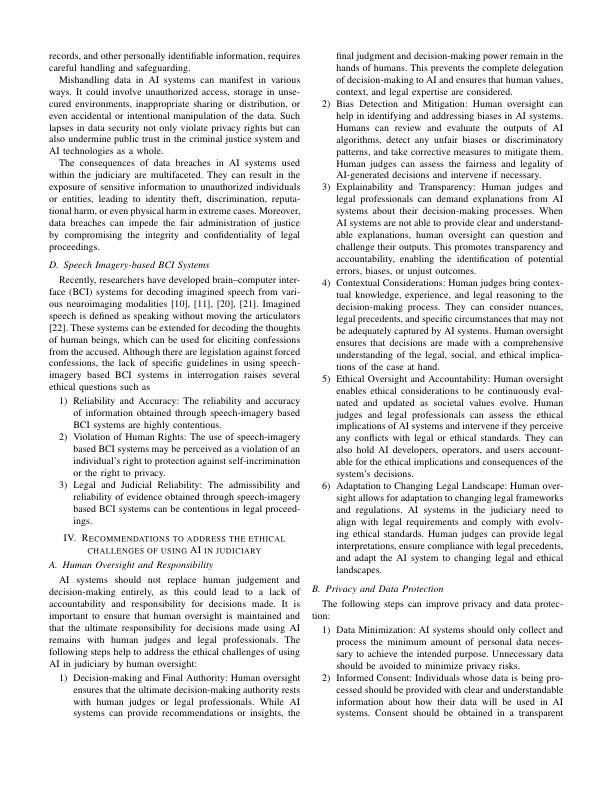 records, and other personally identifiable information, requires
careful handling and safeguarding.
Mishandling data in AI systems can manifest in various
ways. It could involve unauthorized access, storage in unse-
cured environments, inappropriate sharing or distribution, or
even accidental or intentional manipulation of the data. Such
lapses in data security not only violate privacy rights but can
also undermine public trust in the criminal justice system and
AI technologies as a whole.
The consequences of data breaches in AI systems used
within the judiciary are multifaceted. They can result in the
exposure of sensitive information to unauthorized individuals
or entities, leading to identity theft, discrimination, reputa-
tional harm, or even physical harm in extreme cases. Moreover,
data breaches can impede the fair administration of justice
by compromising the integrity and confidentiality of legal
proceedings.
D. Speech Imagery-based BCI Systems
Recently, researchers have developed brain–computer inter-
face (BCI) systems for decoding imagined speech from vari-
ous neuroimaging modalities [10], [11], [20], [21]. Imagined
speech is defined as speaking without moving the articulators
[22]. These systems can be extended for decoding the thoughts
of human beings, which can be used for eliciting confessions
from the accused. Although there are legislation against forced
confessions, the lack of specific guidelines in using speech-
imagery based BCI systems in interrogation raises several
ethical questions such as
1) Reliability and Accuracy: The reliability and accuracy
of information obtained through speech-imagery based
BCI systems are highly contentious.
2) Violation of Human Rights: The use of speech-imagery
based BCI systems may be perceived as a violation of an
individual's right to protection against self-incrimination
or the right to privacy.
3) Legal and Judicial Reliability: The admissibility and
reliability of evidence obtained through speech-imagery
based BCI systems can be contentious in legal proceed-
ings.
IV. RECOMMENDATIONS TO ADDRESS THE ETHICAL
CHALLENGES OF USING AI IN JUDICIARY
A. Human Oversight and Responsibility
AI systems should not replace human judgement and
decision-making entirely, as this could lead to a lack of
accountability and responsibility for decisions made. It is
important to ensure that human oversight is maintained and
that the ultimate responsibility for decisions made using AI
remains with human judges and legal professionals. The
following steps help to address the ethical challenges of using
AI in judiciary by human oversight:
1) Decision-making and Final Authority: Human oversight
ensures that the ultimate decision-making authority rests
with human judges or legal professionals. While AI
systems can provide recommendations or insights, the
final judgment and decision-making power remain in the
hands of humans. This prevents the complete delegation
of decision-making to AI and ensures that human values,
context, and legal expertise are considered.
2) Bias Detection and Mitigation: Human oversight can
help in identifying and addressing biases in AI systems.
Humans can review and evaluate the outputs of AI
algorithms, detect any unfair biases or discriminatory
patterns, and take corrective measures to mitigate them.
Human judges can assess the fairness and legality of
AI-generated decisions and intervene if necessary.
3) Explainability and Transparency: Human judges and
legal professionals can demand explanations from AI
systems about their decision-making processes. When
AI systems are not able to provide clear and understand-
able explanations, human oversight can question and
challenge their outputs. This promotes transparency and
accountability, enabling the identification of potential
errors, biases, or unjust outcomes.
4) Contextual Considerations: Human judges bring contex-
tual knowledge, experience, and legal reasoning to the
decision-making process. They can consider nuances,
legal precedents, and specific circumstances that may not
be adequately captured by AI systems. Human oversight
ensures that decisions are made with a comprehensive
understanding of the legal, social, and ethical implica-
tions of the case at hand.
5) Ethical Oversight and Accountability: Human oversight
enables ethical considerations to be continuously eval-
uated and updated as societal values evolve. Human
judges and legal professionals can assess the ethical
implications of AI systems and intervene if they perceive
any conflicts with legal or ethical standards. They can
also hold AI developers, operators, and users account-
able for the ethical implications and consequences of the
system's decisions.
6) Adaptation to Changing Legal Landscape: Human over-
sight allows for adaptation to changing legal frameworks
and regulations. AI systems in the judiciary need to
align with legal requirements and comply with evolv-
ing ethical standards. Human judges can provide legal
interpretations, ensure compliance with legal precedents,
and adapt the AI system to changing legal and ethical
landscapes.
B. Privacy and Data Protection
The following steps can improve privacy and data protec-
tion:
1) Data Minimization: AI systems should only collect and
process the minimum amount of personal data neces-
sary to achieve the intended purpose. Unnecessary data
should be avoided to minimize privacy risks.
2) Informed Consent: Individuals whose data is being pro-
cessed should be provided with clear and understandable
information about how their data will be used in AI
systems. Consent should be obtained in a transparent